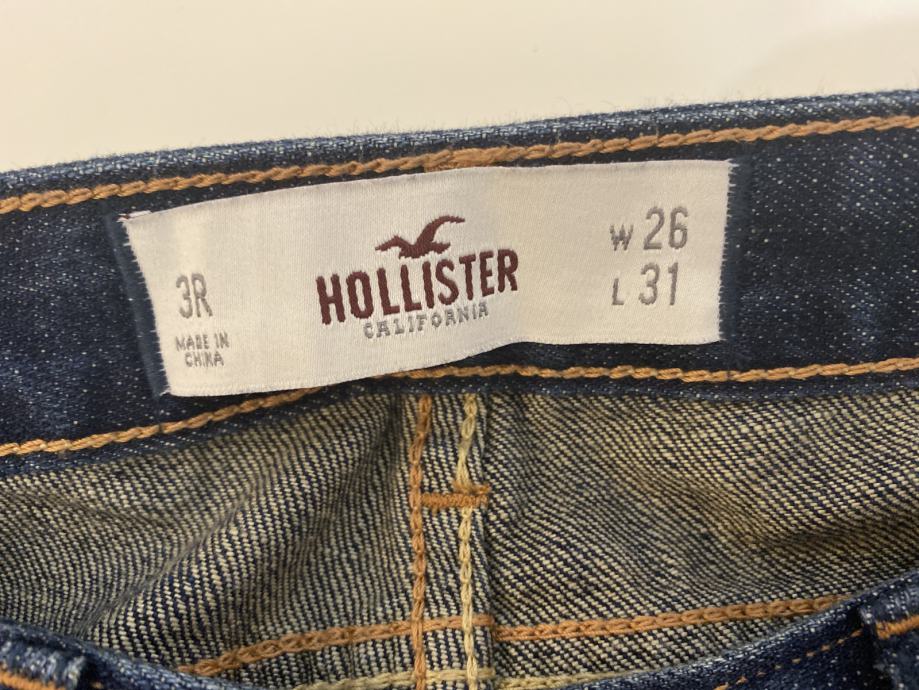 3R
MADE IN
CHINA
HOLLISTER
CALIFORNIA
W 26
L 31